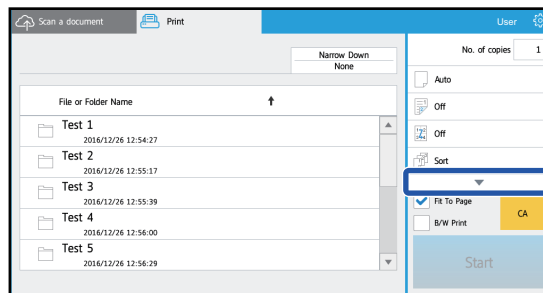 Scan a document
Print
User
Narrow Down
None
No. of copies 1
Auto
File or Folder Name
Off
Test 1
2016/12/26 12:54:27
Off
Test 2
2016/12/26 12:55:17
Sort
Test 3
2016/12/26 12:55:39
Fit To Page
CA
Test 4
2016/12/26 12:56:00
B/W Print
Test 5
2016/12/26 12:56:29
Start